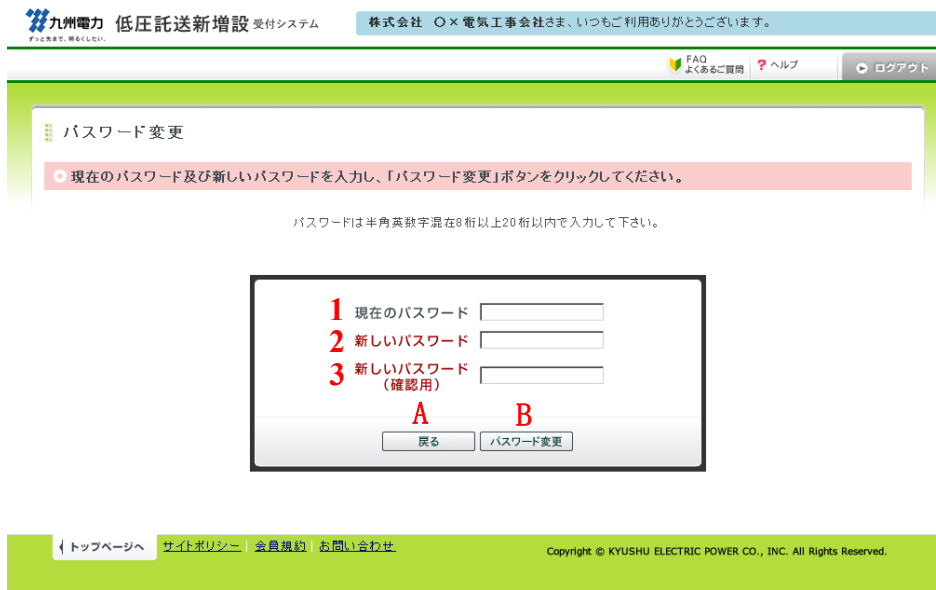 九州電力 低圧託送新増設 受付システム 株式会社 〇×電気工事会社さま、いつもご利用ありがとうございます。
ずっと先まで、明るくしたい。
FAQ
よくあるご質問
? ヘルプ
ログアウト
パスワード変更
現在のパスワード及び新しいパスワードを入力し、「パスワード変更」ボタンをクリックしてください。
パスワードは半角英数字混在8桁以上20桁以内で入力して下さい。
1 現在のパスワード
2 新しいパスワード
3 新しいパスワード
(確認用)
A B
戻る パスワード変更
トップページへ サイトポリシー | 会員規約 | お問い合わせ Copyright © KYUSHU ELECTRIC POWER CO., INC. All Rights Reserved.